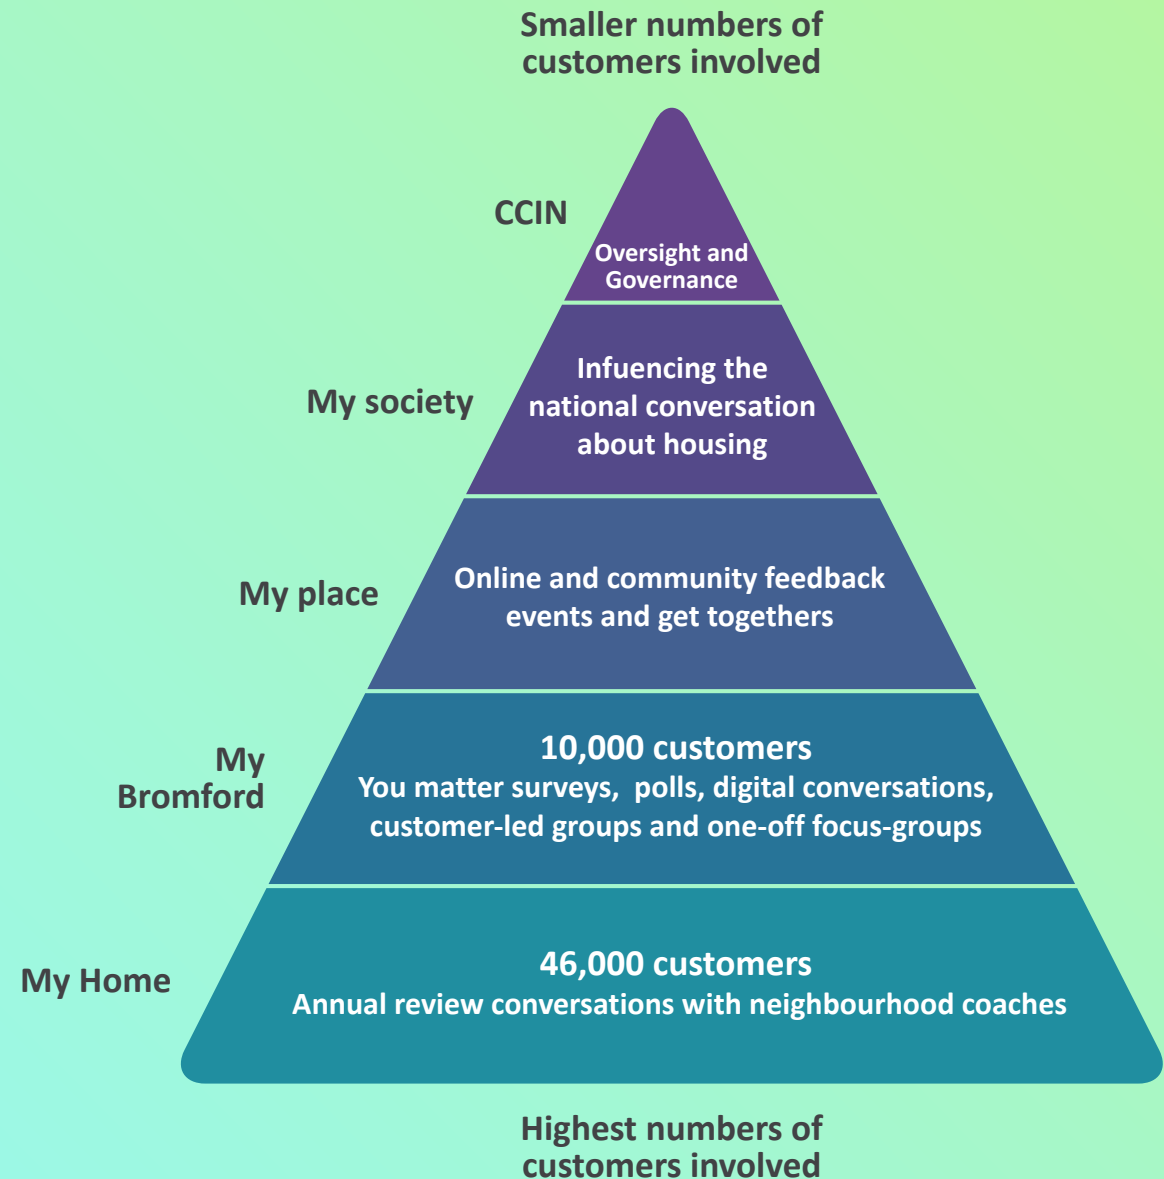 Smaller numbers of
customers involved
CCIN
Oversight and
Governance
My society
Infuencing the
national conversation
about housing
My place
Online and community feedback
events and get togethers
My
Bromford
10,000 customers
You matter surveys, polls, digital conversations,
customer-led groups and one-off focus-groups
My Home
46,000 customers
Annual review conversations with neighbourhood coaches
Highest numbers of
customers involved